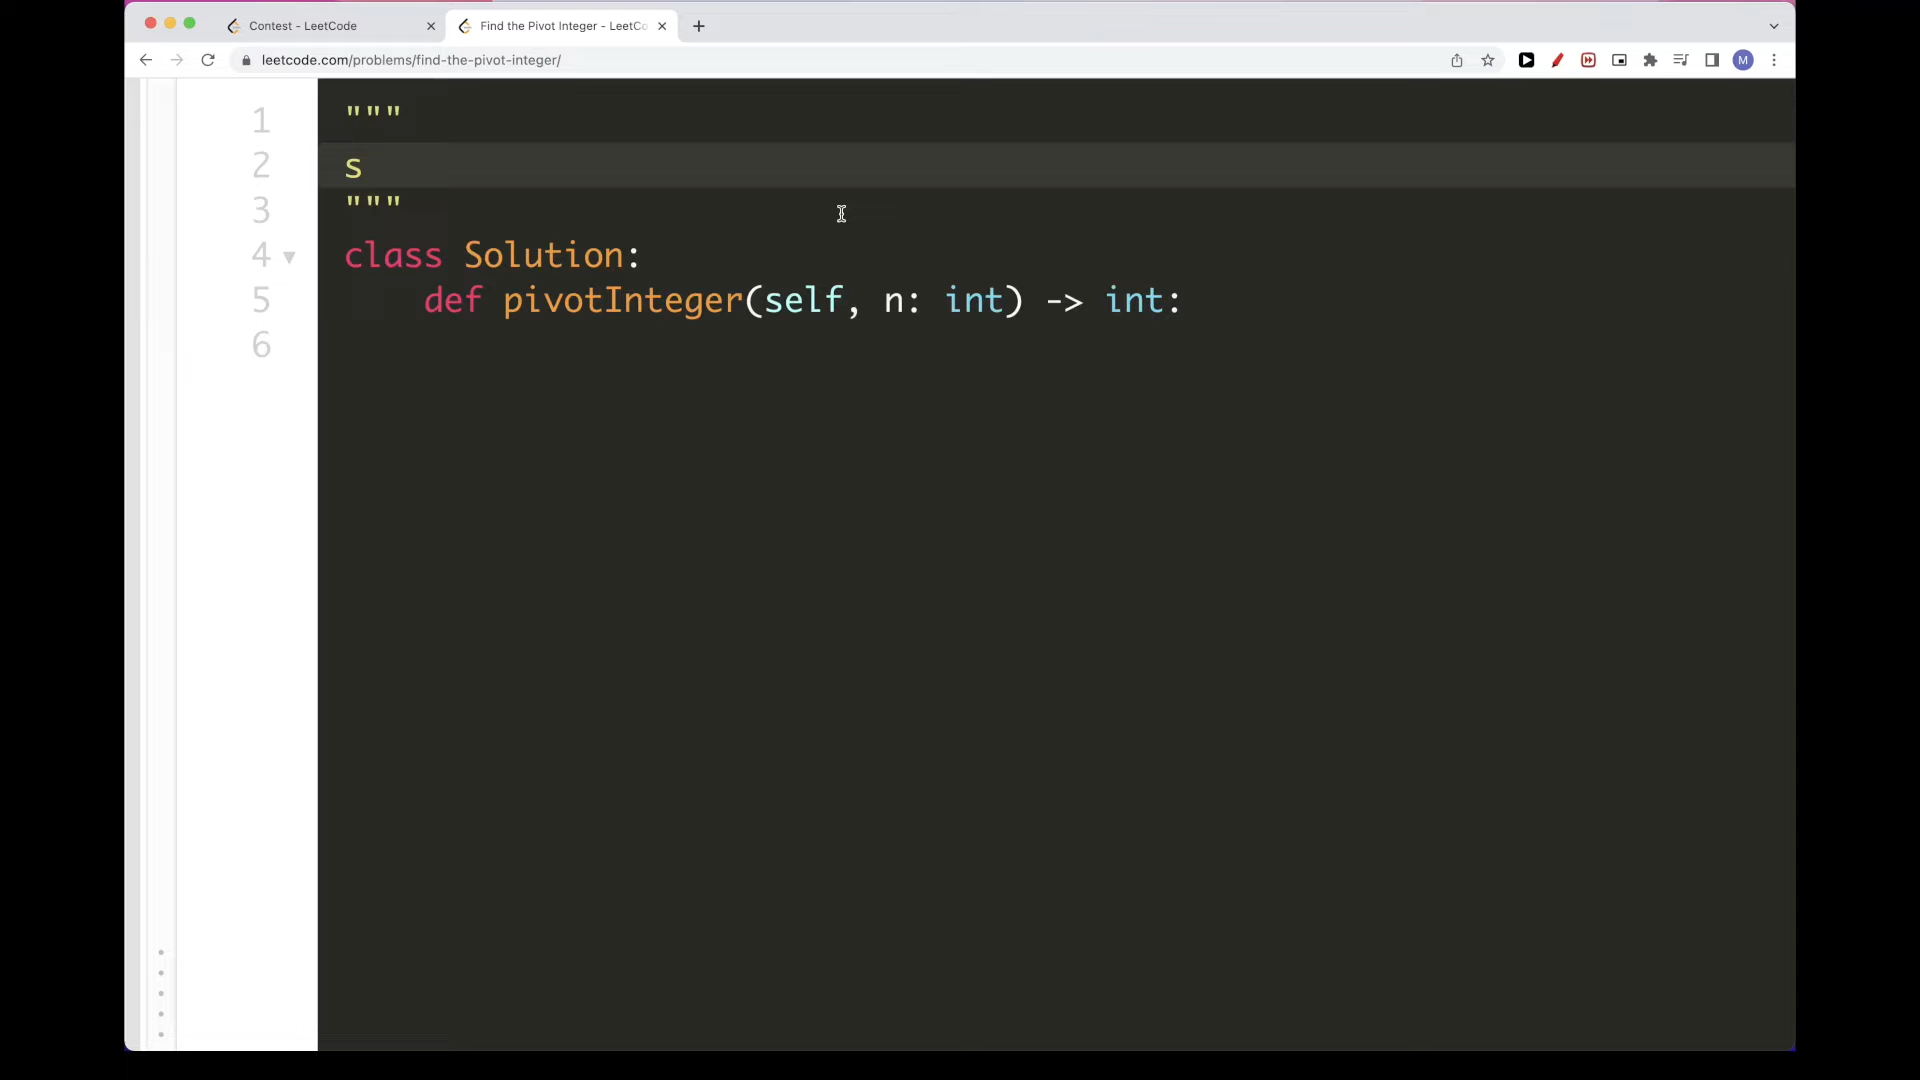 Contest - LeetCode
Find the Pivot Integer - LeetCo
leetcode.com/problems/find-the-pivot-integer/
M
1 """
2 s
3 """
4 class Solution:
5 def pivotInteger(self, n: int) -> int:
6